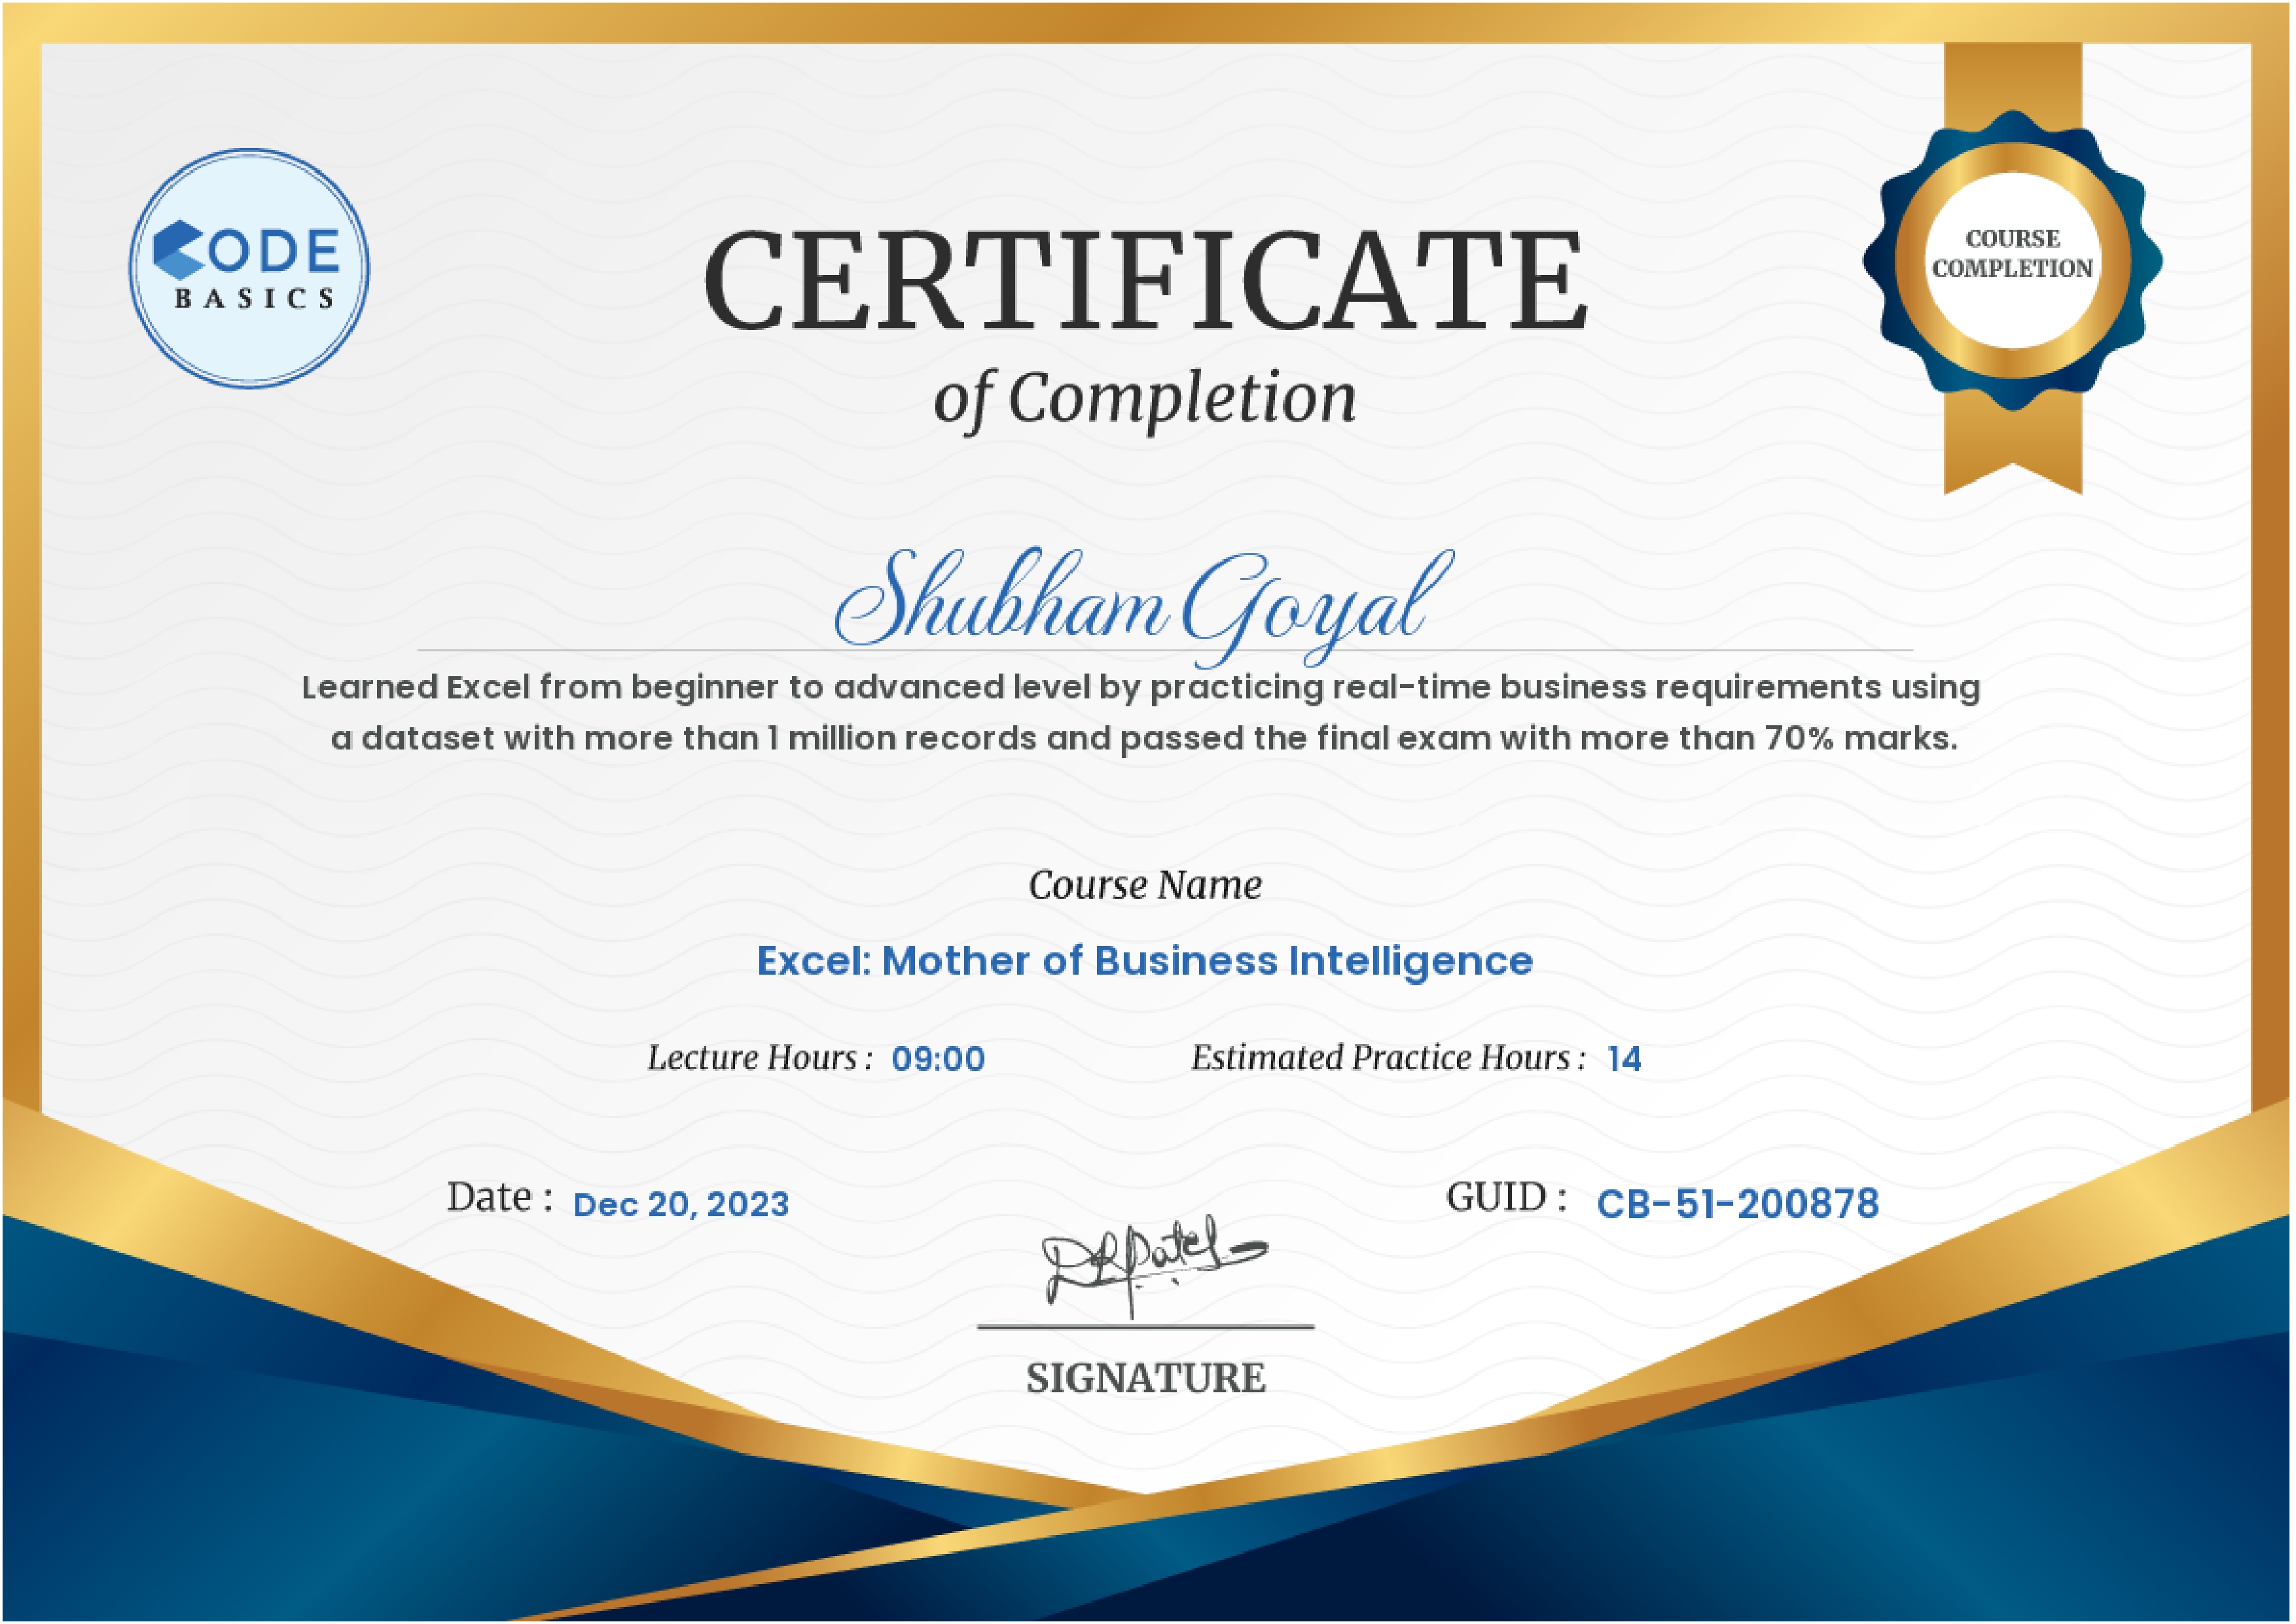 CODE
BASICS
COURSE
COMPLETION
CERTIFICATE
of Completion
Shubham Goyal
Learned Excel from beginner to advanced level by practicing real-time business requirements using
a dataset with more than 1 million records and passed the final exam with more than 70% marks.
Course Name
Excel: Mother of Business Intelligence
Lecture Hours : 09:00 Estimated Practice Hours : 14
Date : Dec 20, 2023
GUID : CB-51-200878
DRPatel
SIGNATURE